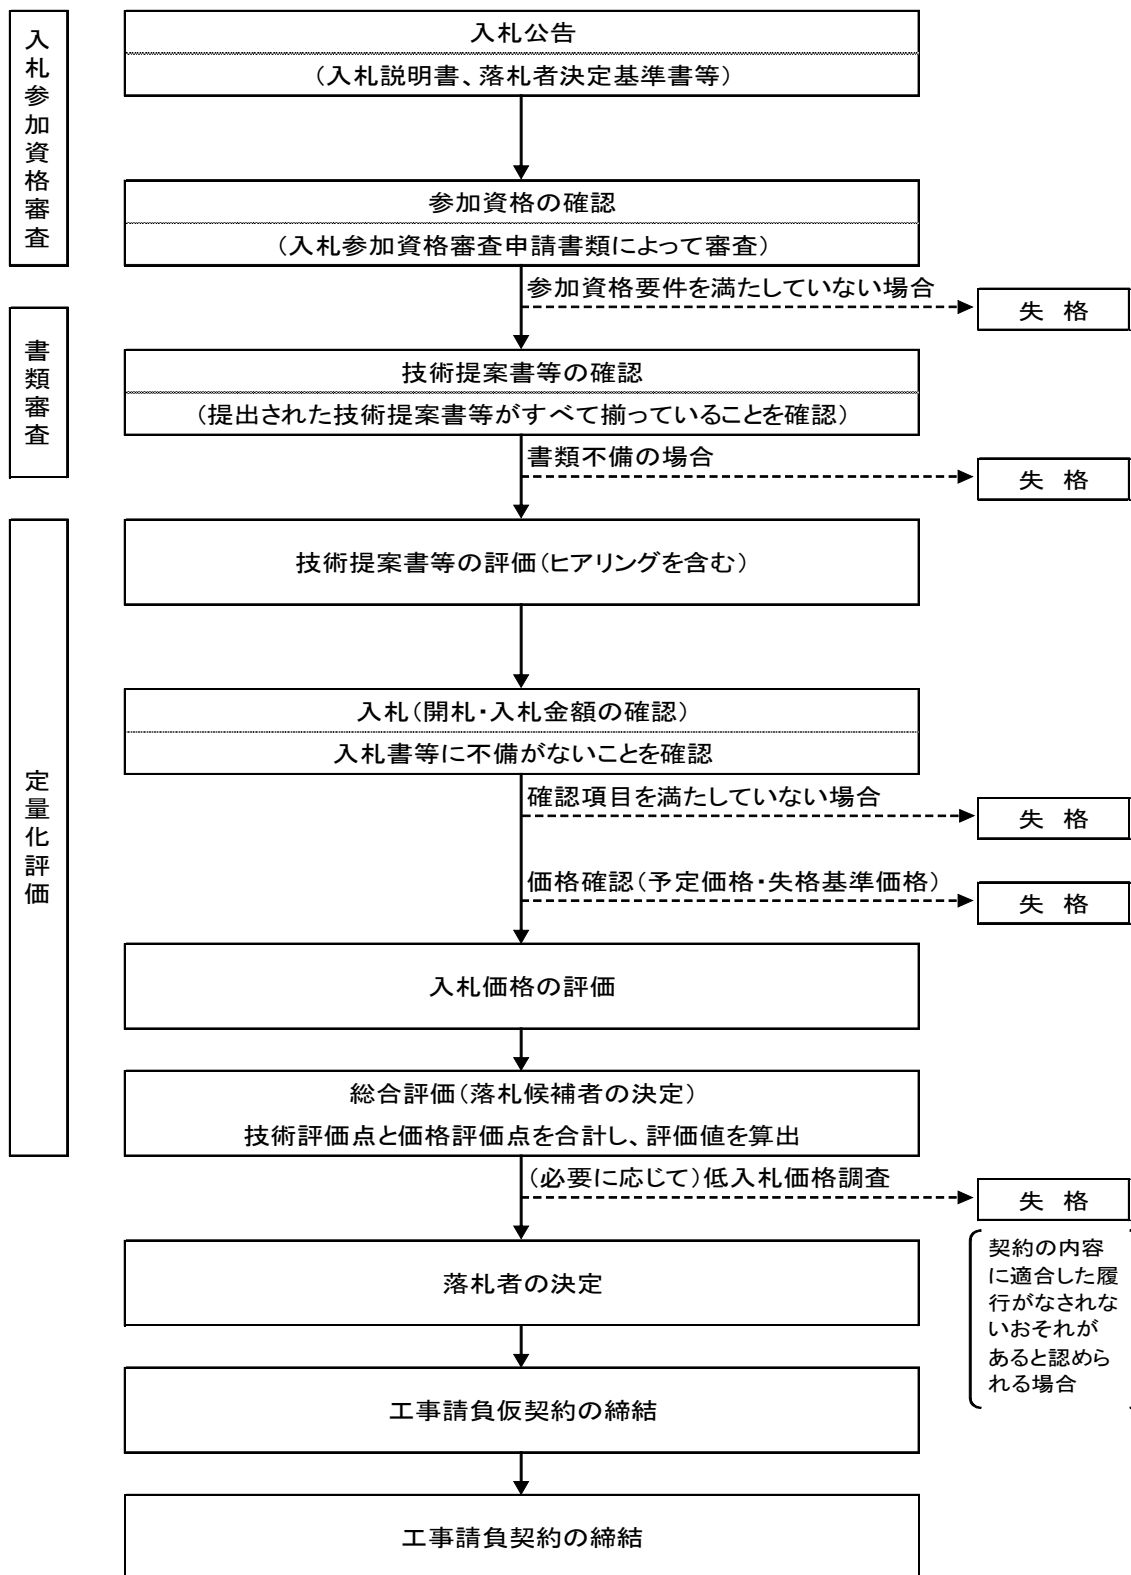 入札参加資格審査
入札公告
（入札説明書、落札者決定基準書等）
参加資格の確認
（入札参加資格審査申請書類によって審査）
参加資格要件を満たしていない場合
失 格
書類審査
技術提案書等の確認
（提出された技術提案書等がすべて揃っていることを確認）
書類不備の場合
失 格
定量化評価
技術提案書等の評価（ヒアリングを含む）
入札（開札・入札金額の確認）
入札書等に不備がないことを確認
確認項目を満たしていない場合
失 格
価格確認（予定価格・失格基準価格）
失 格
入札価格の評価
総合評価（落札候補者の決定）
技術評価点と価格評価点を合計し、評価値を算出
（必要に応じて）低入札価格調査
失 格
契約の内容
に適合した履
行がなされな
いおそれが
あると認めら
れる場合
落札者の決定
工事請負仮契約の締結
工事請負契約の締結